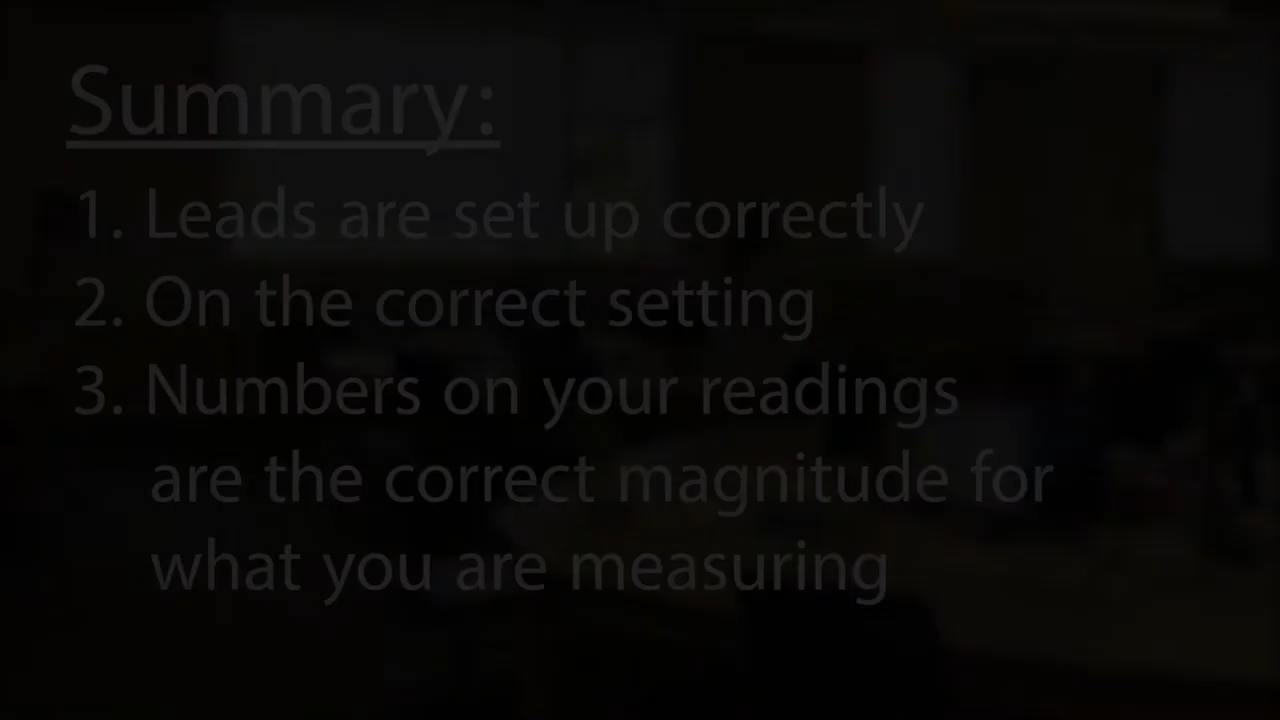 Summary:
1. Leads are set up correctly
2. On the correct setting
3. Numbers on your readings
are the correct magnitude for
what you are measuring